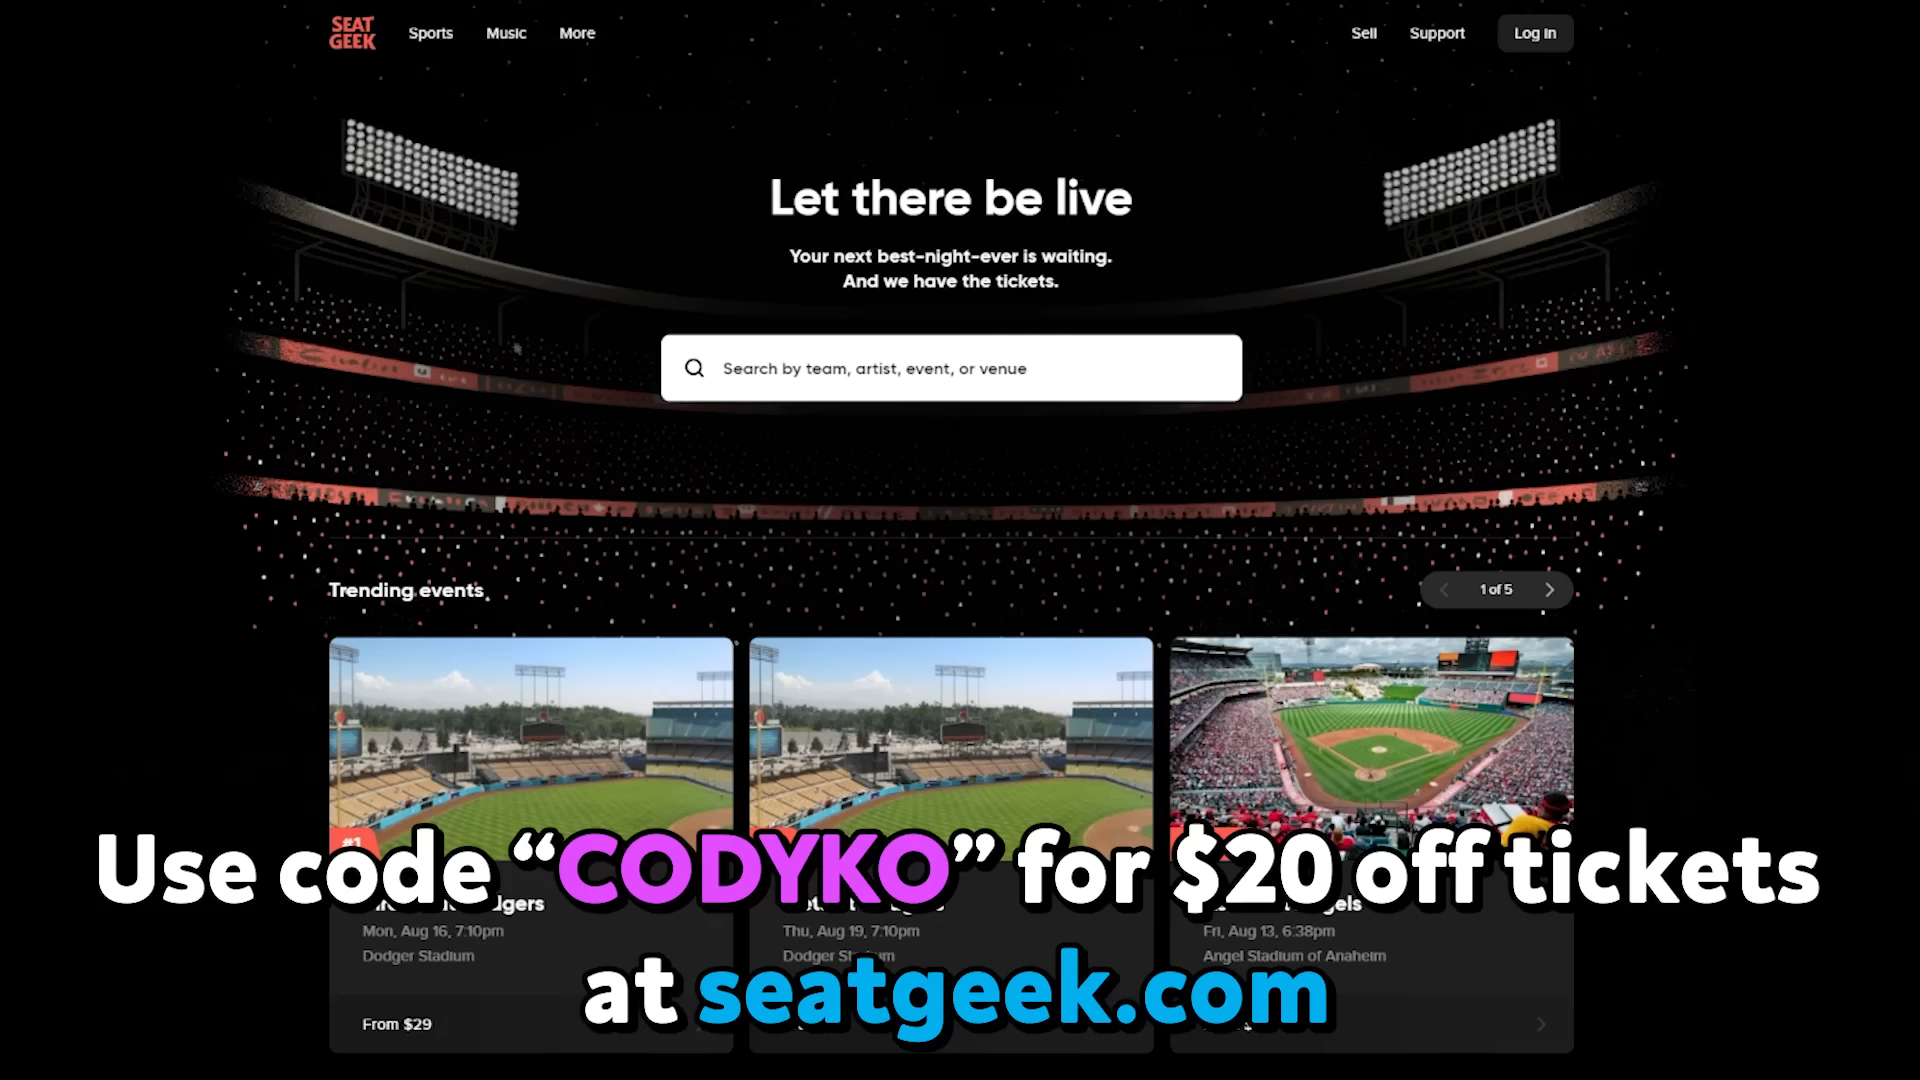 SEAT
GEEK
Sports
Music
More
Sell
Support
Log In
Let there be live
Your next best-night-ever is waiting.
And we have the tickets.
Search by team, artist, event, or venue
Trending events
1 of 5
#1
Use code “CODYKO” for $20 off tickets
Mon, Aug 16, 7:10pm
Dodger Stadium
From $29
Thu, Aug 19, 7:10pm
Dodger
Fri, Aug 13, 6:38pm
Angel Stadium of Anaheim
at seatgeek.com